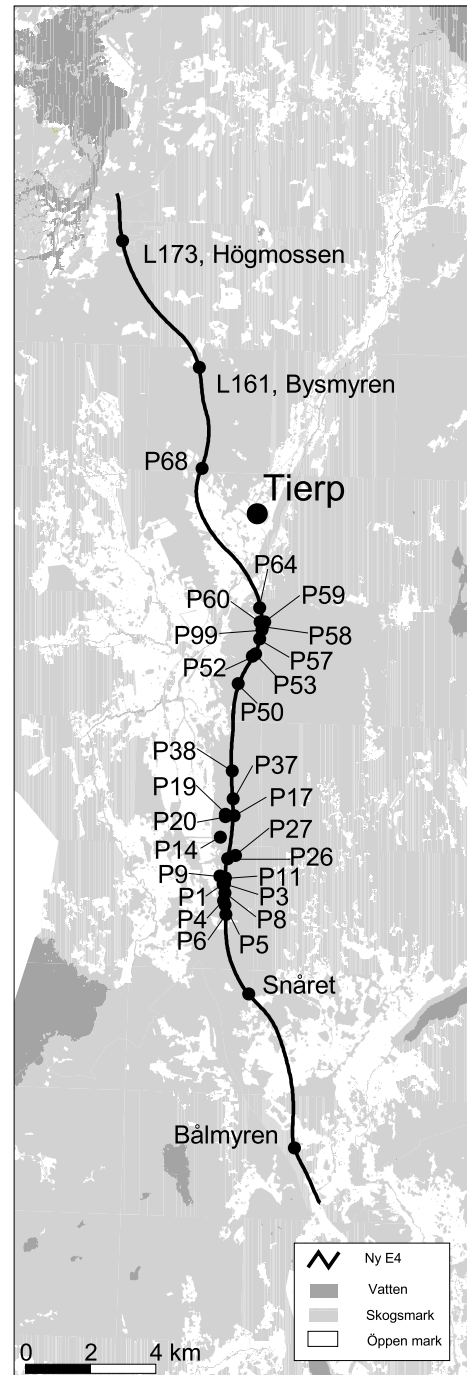 L173, Högmossen
L161, Bysmyren
P68
Tierp
P64
P60
P59
P99
P58
P57
P52
P53
P50
P38
P37
P19
P17
P20
P27
P14
P26
P9
P11
P1
P3
P4
P8
P6
P5
Snåret
Bålmyren
Ny E4
Vatten
Skogsmark
Öppen mark
0 2 4 km